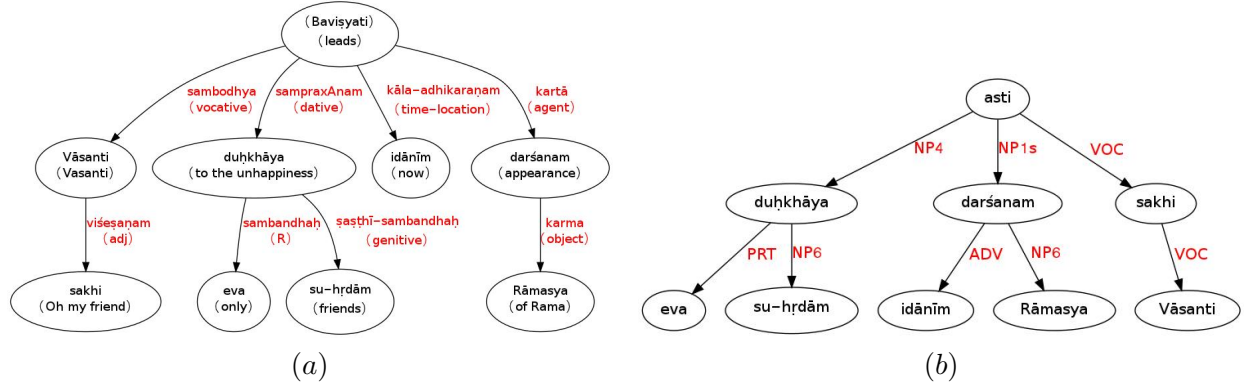 (Baviṣyati)
(leads)
sambodhya
(vocative)
sampraxAnam
(dative)
kāla-adhikaraṇam
(time-location)
kartā
(agent)
Vāsanti
(Vasanti)
duḥkhāya
(to the unhappiness)
idānīm
(now)
darśanam
(appearance)
viśeṣaṇam
(adj)
sambandhaḥ
(R)
ṣaṣṭhī-sambandhaḥ
(genitive)
karma
(object)
sakhi
(Oh my friend)
eva
(only)
su-hṛdām
(friends)
Rāmasya
(of Rama)
(a)
asti
NP4
NP1s
VOC
duḥkhāya
darśanam
sakhi
PRT
NP6
ADV
NP6
VOC
eva
su-hṛdām
idānīm
Rāmasya
Vāsanti
(b)